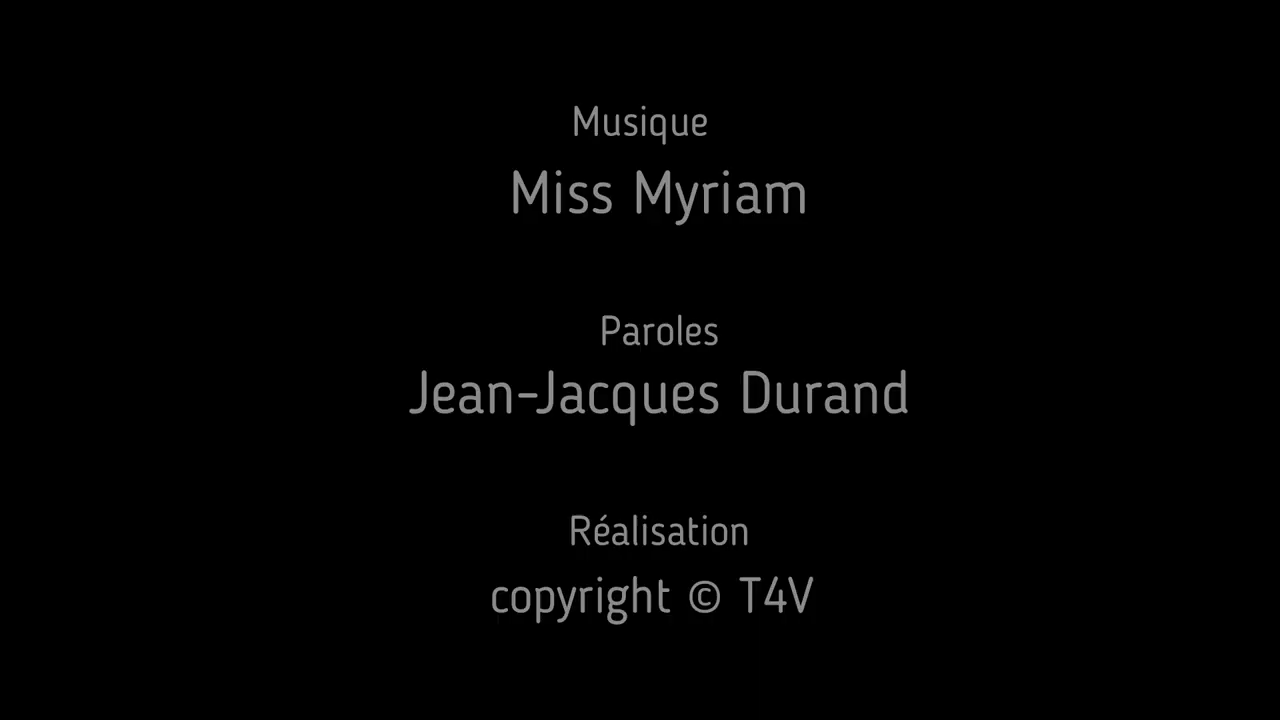 Musique
Miss Myriam
Paroles
Jean-Jacques Durand
Réalisation
copyright © T4V